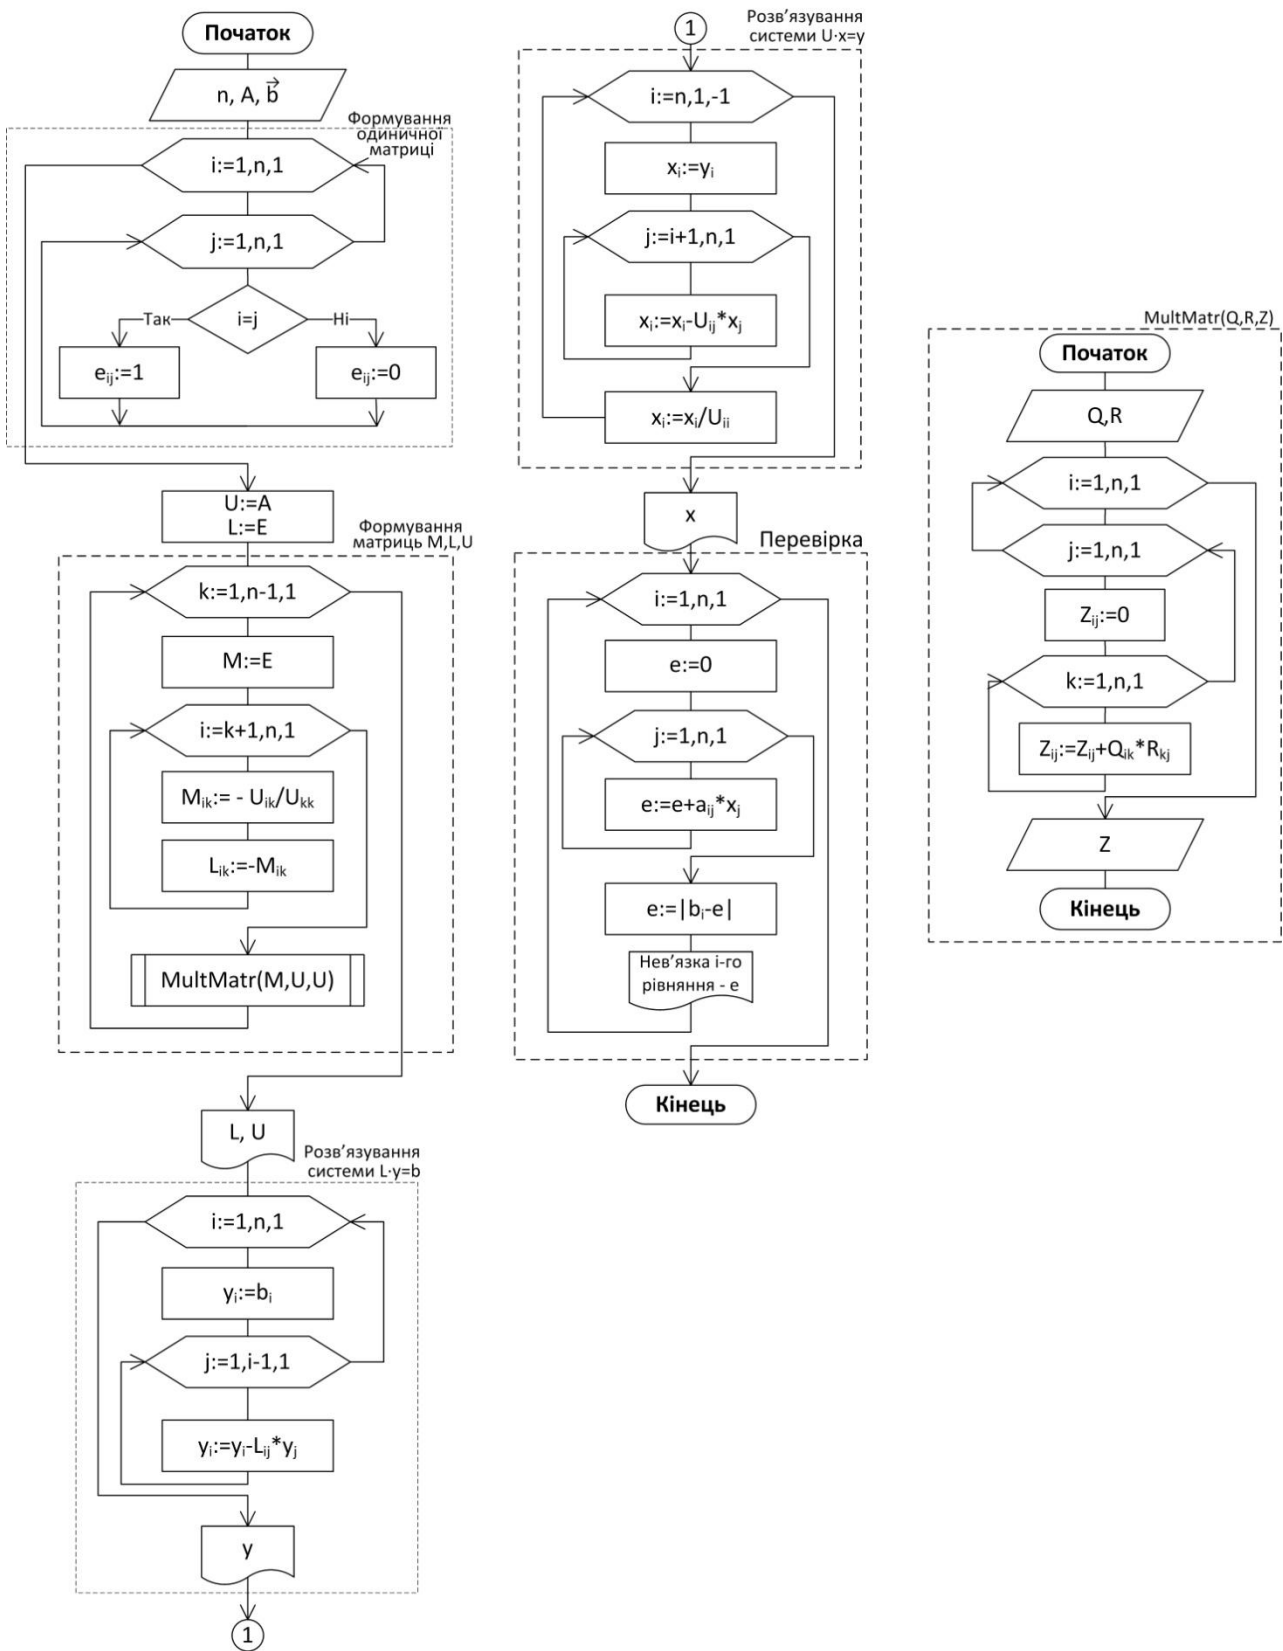 Початок
n, A, b⃗
Формування
одиничної
матриці
i:=1,n,1
j:=1,n,1
i=j
Так
Ні
eᵢⱼ:=1
eᵢⱼ:=0
U:=A
L:=E
Формування
матриць M,L,U
k:=1,n-1,1
M:=E
i:=k+1,n,1
Mᵢₖ:= - Uᵢₖ/Uₖₖ
Lᵢₖ:=-Mᵢₖ
MultMatr(M,U,U)
L, U
Розв’язування
системи L·y=b
i:=1,n,1
yᵢ:=bᵢ
j:=1,i-1,1
yᵢ:=yᵢ-Lᵢⱼ*yⱼ
y
1
1
Розв’язування
системи U·x=y
i:=n,1,-1
xᵢ:=yᵢ
j:=i+1,n,1
xᵢ:=xᵢ-Uᵢⱼ*xⱼ
xᵢ:=xᵢ/Uᵢᵢ
x
Перевірка
i:=1,n,1
e:=0
j:=1,n,1
e:=e+aᵢⱼ*xⱼ
e:=|bᵢ-e|
Нев’язка i-го
рівняння - e
Кінець
MultMatr(Q,R,Z)
Початок
Q,R
i:=1,n,1
j:=1,n,1
Zᵢⱼ:=0
k:=1,n,1
Zᵢⱼ:=Zᵢⱼ+Qᵢₖ*Rₖⱼ
Z
Кінець